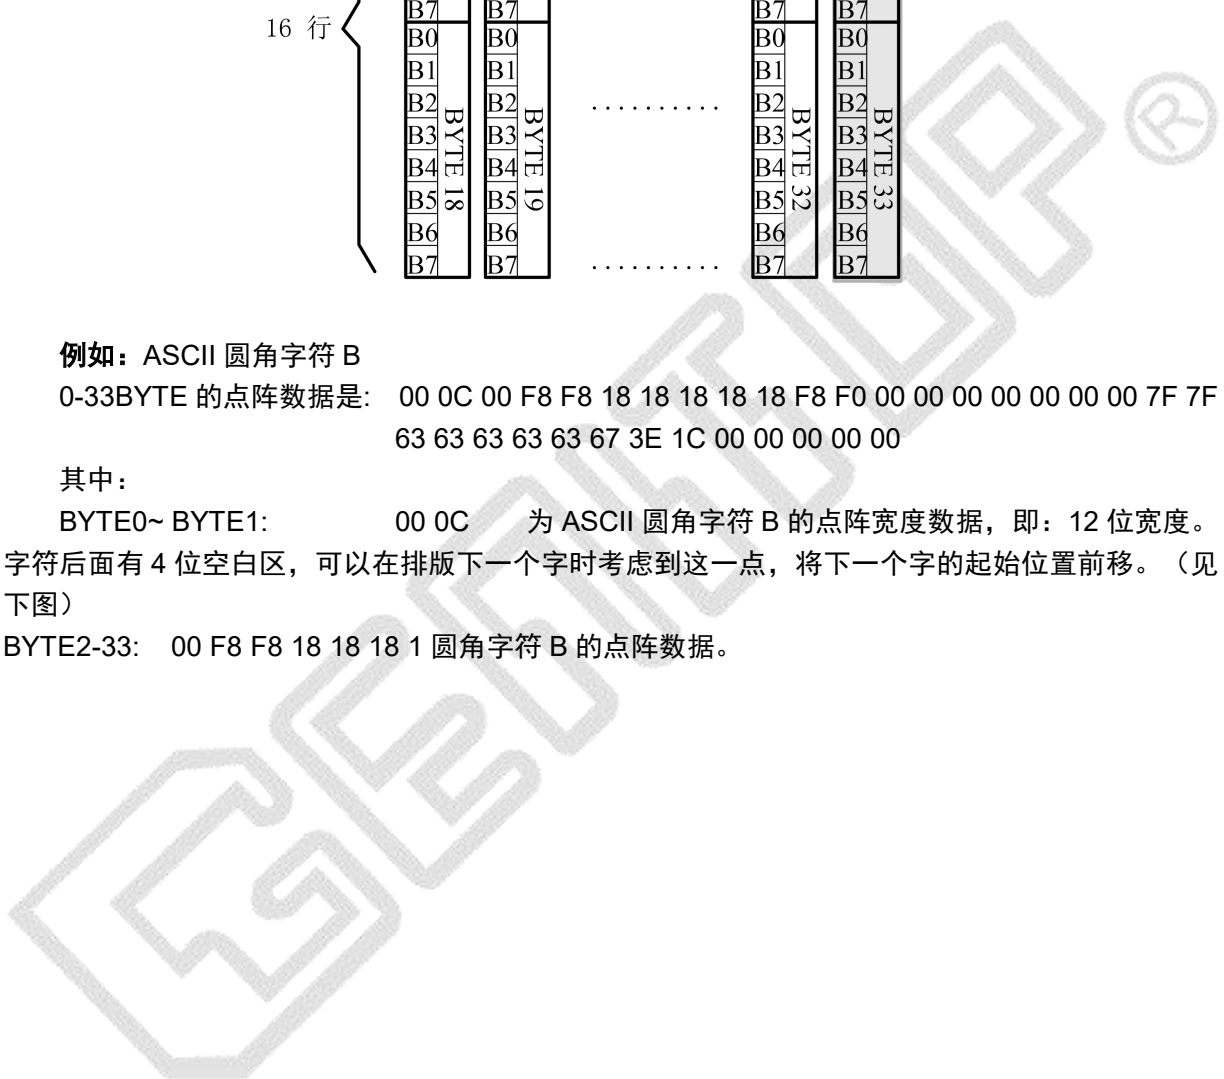 B7 B7 B7 B7
16 行
B0 B0 B0 B0
B1 B1 B1 B1
B2 B2 .......... B2 B2
B3 B3 B3 B3
B4 B4 B4 B4
B5 B5 B5 B5
B6 B6 B6 B6
B7 B7 .......... B7 B7
BYTE 18
BYTE 19
BYTE 32
BYTE 33
例如：ASCII 圆角字符 B
0-33BYTE 的点阵数据是: 00 0C 00 F8 F8 18 18 18 18 18 F8 F0 00 00 00 00 00 00 00 7F 7F
63 63 63 63 63 67 3E 1C 00 00 00 00 00
其中：
BYTE0~ BYTE1: 00 0C 为 ASCII 圆角字符 B 的点阵宽度数据，即：12 位宽度。
字符后面有 4 位空白区，可以在排版下一个字时考虑到这一点，将下一个字的起始位置前移。（见
下图）
BYTE2-33: 00 F8 F8 18 18 18 1 圆角字符 B 的点阵数据。
GENITOP®